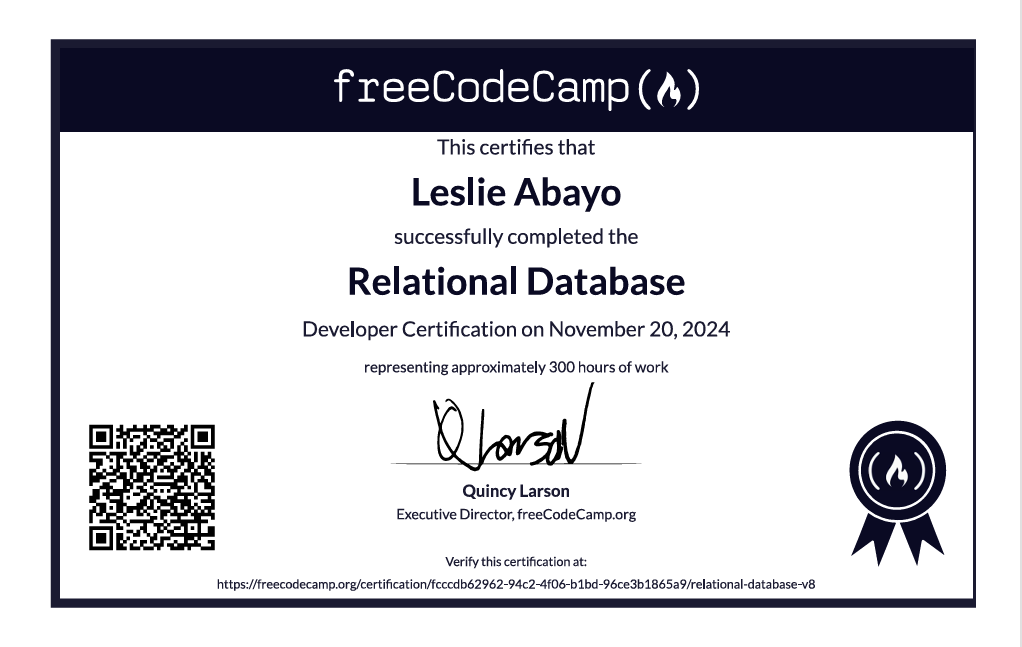 freeCodeCamp
This certifies that
Leslie Abayo
successfully completed the
Relational Database
Developer Certification on November 20, 2024
representing approximately 300 hours of work
Q Larson
Quincy Larson
Executive Director, freeCodeCamp.org
Verify this certification at:
https://freecodecamp.org/certification/fcccdb62962-94c2-4f06-b1bd-96ce3b1865a9/relational-database-v8